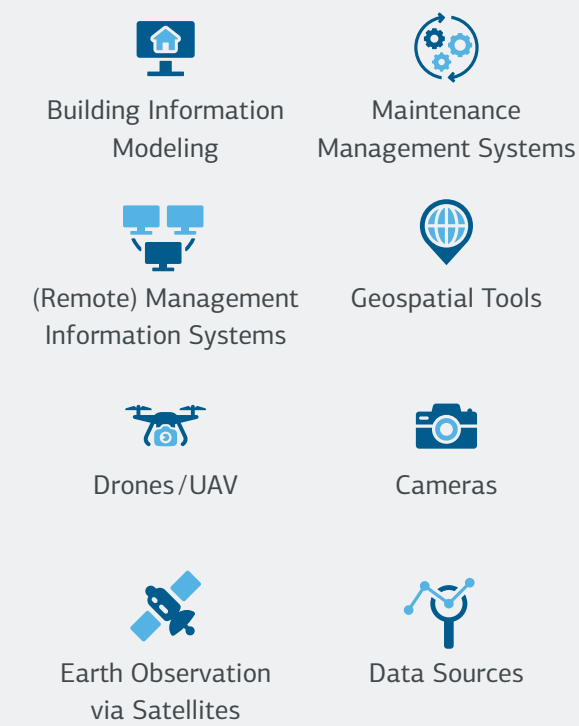 Building Information
Modeling
Maintenance
Management Systems
(Remote) Management
Information Systems
Geospatial Tools
Drones/UAV
Cameras
Earth Observation
via Satellites
Data Sources